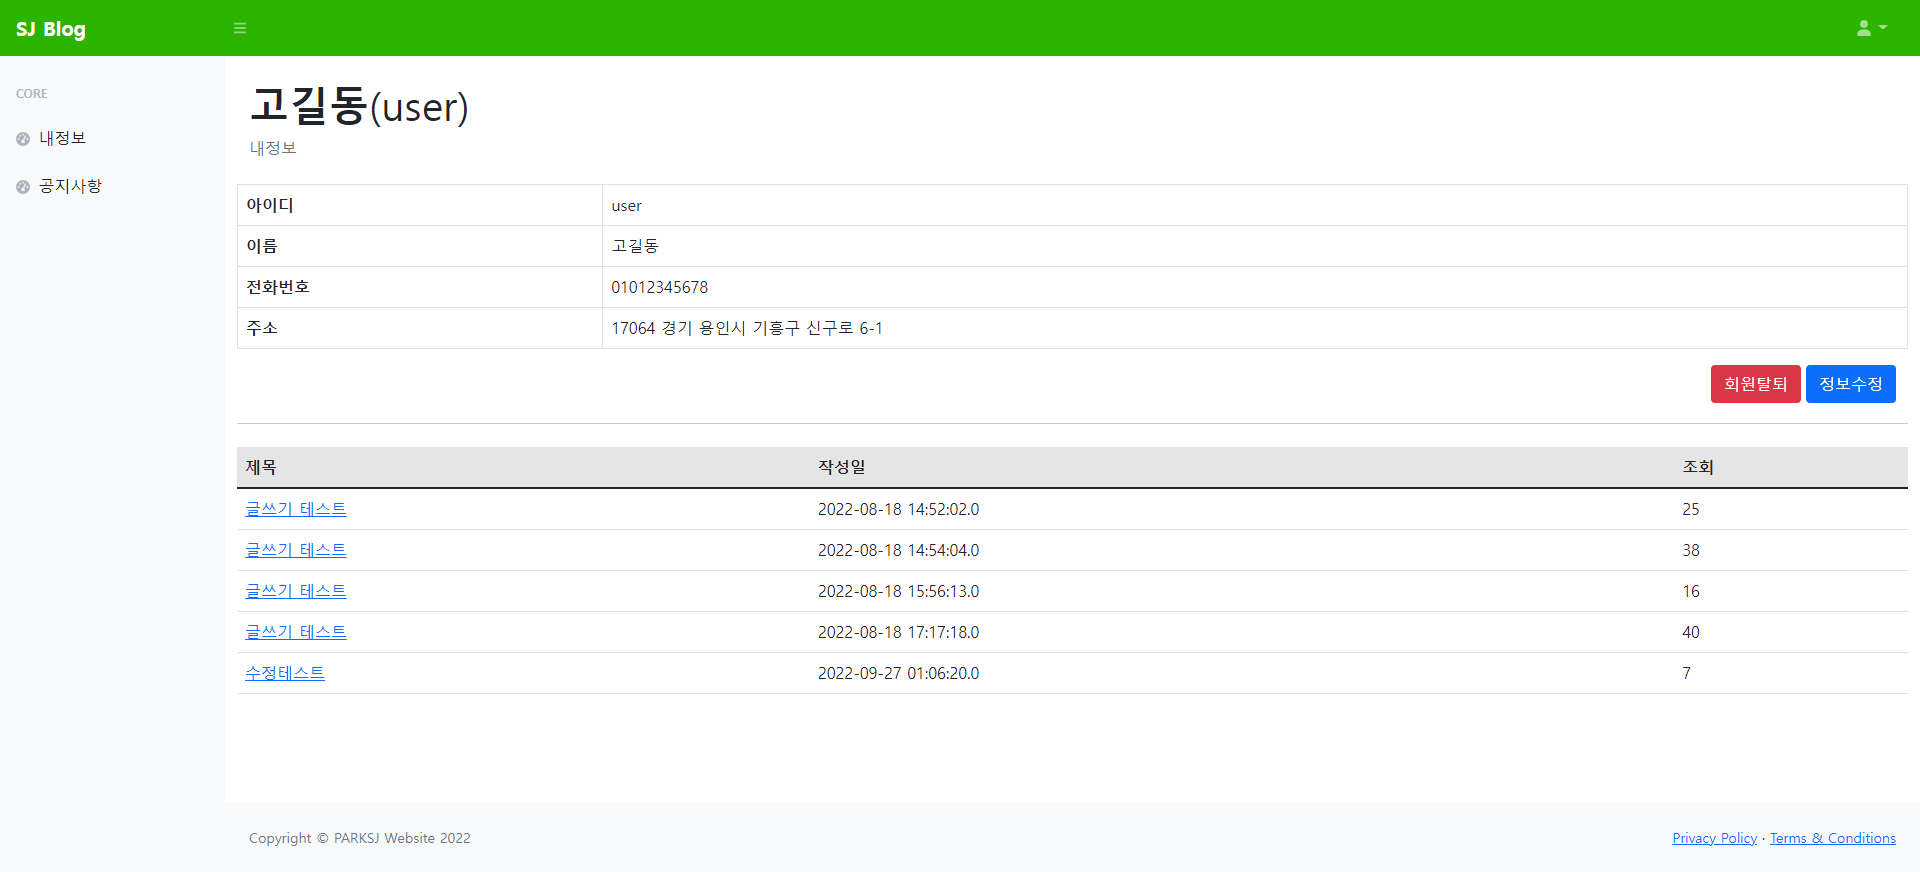 SJ Blog
CORE
내정보
공지사항
고길동(user)
내정보
아이디 user
이름 고길동
전화번호 01012345678
주소 17064 경기 용인시 기흥구 신구로 6-1
회원탈퇴 정보수정
제목 작성일 조회
글쓰기 테스트 2022-08-18 14:52:02.0 25
글쓰기 테스트 2022-08-18 14:54:04.0 38
글쓰기 테스트 2022-08-18 15:56:13.0 16
글쓰기 테스트 2022-08-18 17:17:18.0 40
수정테스트 2022-09-27 01:06:20.0 7
Copyright © PARKSJ Website 2022
Privacy Policy · Terms & Conditions